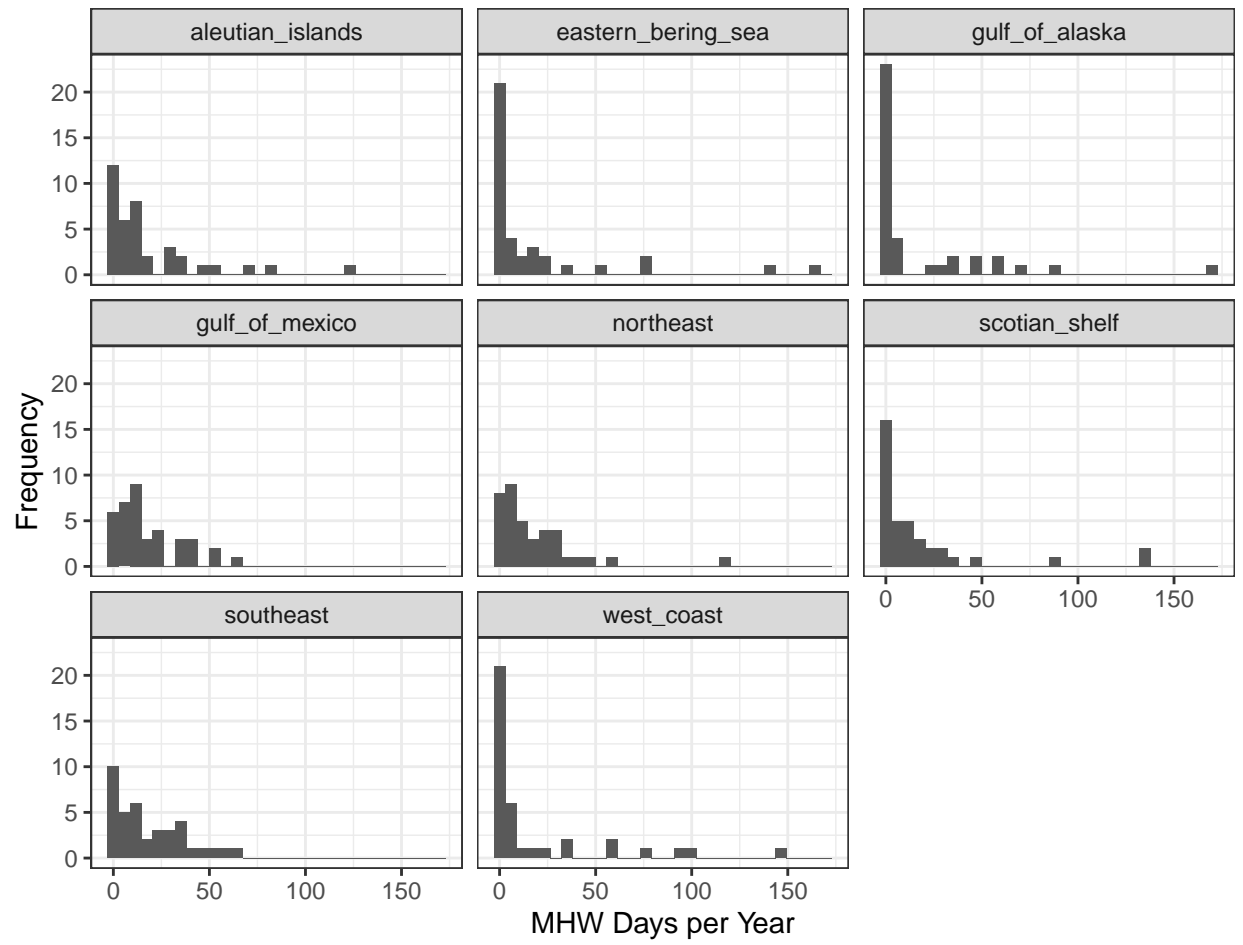 aleutian_islands
eastern_bering_sea
gulf_of_alaska
20
15
10
5
0
gulf_of_mexico
northeast
scotian_shelf
20
15
10
5
0
0 50 100 150
southeast
west_coast
20
15
10
5
0
0 50 100 150
0 50 100 150
MHW Days per Year
Frequency